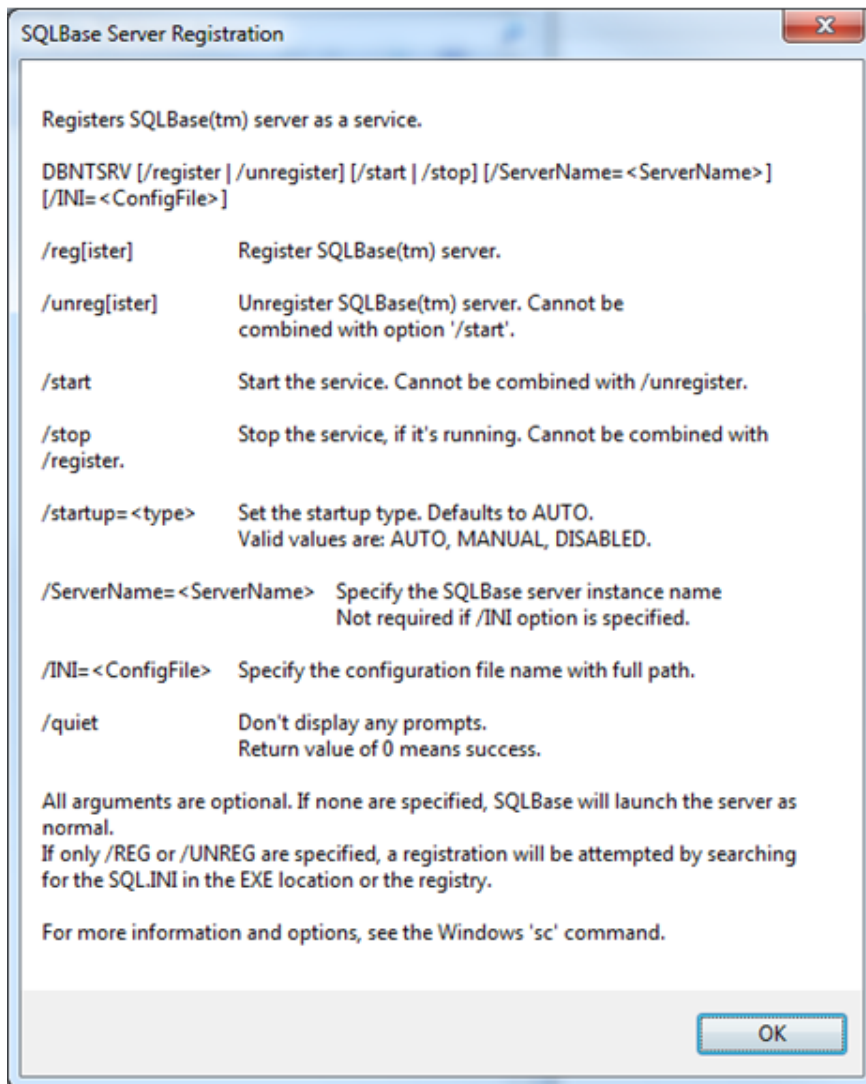 SQLBase Server Registration
Registers SQLBase(tm) server as a service.
DBNTSRV [/register | /unregister] [/start | /stop] [/ServerName=<ServerName>]
[/INI=<ConfigFile>]
/reg[ister] Register SQLBase(tm) server.
/unreg[ister] Unregister SQLBase(tm) server. Cannot be
combined with option '/start'.
/start Start the service. Cannot be combined with /unregister.
/stop Stop the service, if it's running. Cannot be combined with
/register.
/startup=<type> Set the startup type. Defaults to AUTO.
Valid values are: AUTO, MANUAL, DISABLED.
/ServerName=<ServerName> Specify the SQLBase server instance name
Not required if /INI option is specified.
/INI=<ConfigFile> Specify the configuration file name with full path.
/quiet Don't display any prompts.
Return value of 0 means success.
All arguments are optional. If none are specified, SQLBase will launch the server as
normal.
If only /REG or /UNREG are specified, a registration will be attempted by searching
for the SQL.INI in the EXE location or the registry.
For more information and options, see the Windows 'sc' command.
OK